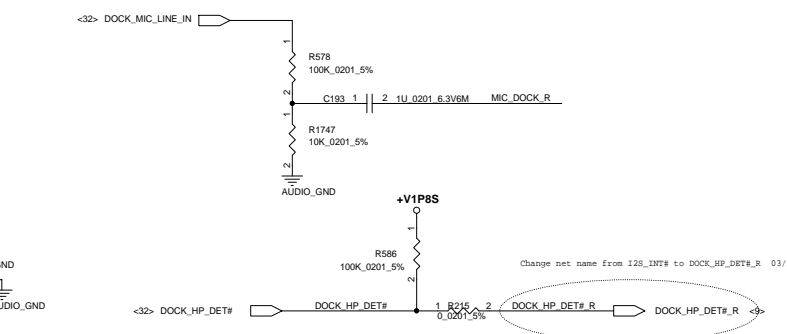 <32> DOCK_MIC_LINE_IN
1
R578
100K_0201_5%
2
C193 1 2 1U_0201_6.3V6M MIC_DOCK_R
1
R1747
10K_0201_5%
2
AUDIO_GND
+V1P8S
1
R586
100K_0201_5%
2
Change net name from I2S_INT# to DOCK_HP_DET#_R 03/
ND
UDIO_GND
<32> DOCK_HP_DET# DOCK_HP_DET# 1 R215 2 DOCK_HP_DET#_R DOCK_HP_DET#_R <9>
0_0201_5%